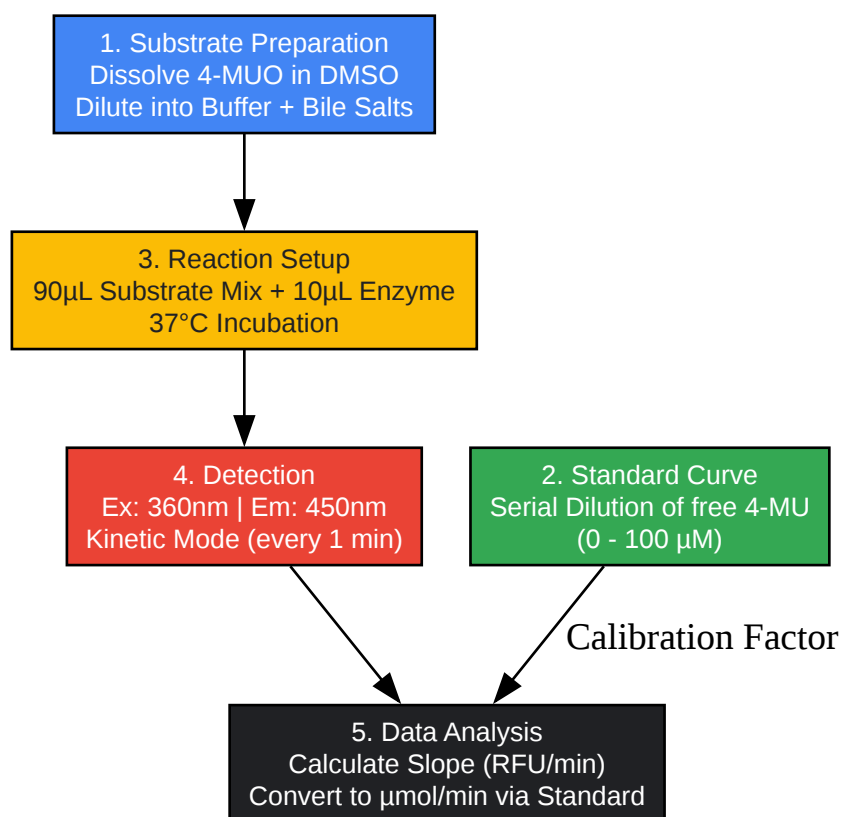 1. Substrate Preparation
Dissolve 4-MUO in DMSO
Dilute into Buffer + Bile Salts
3. Reaction Setup
90µL Substrate Mix + 10µL Enzyme
37°C Incubation
4. Detection
Ex: 360nm | Em: 450nm
Kinetic Mode (every 1 min)
2. Standard Curve
Serial Dilution of free 4-MU
(0 - 100 µM)
Calibration Factor
5. Data Analysis
Calculate Slope (RFU/min)
Convert to µmol/min via Standard